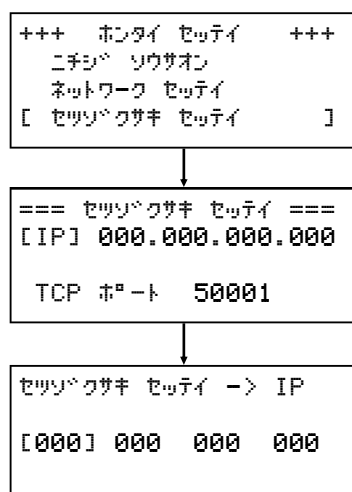 +++ ホンタイ セッテイ +++
ニチジ ソウサオン
ネットワーク セッテイ
[ セツゾクサキ セッテイ ]
=== セツゾクサキ セッテイ ===
[IP] 000.000.000.000
TCP ポート 50001
セツゾクサキ セッテイ -> IP
[000] 000 000 000